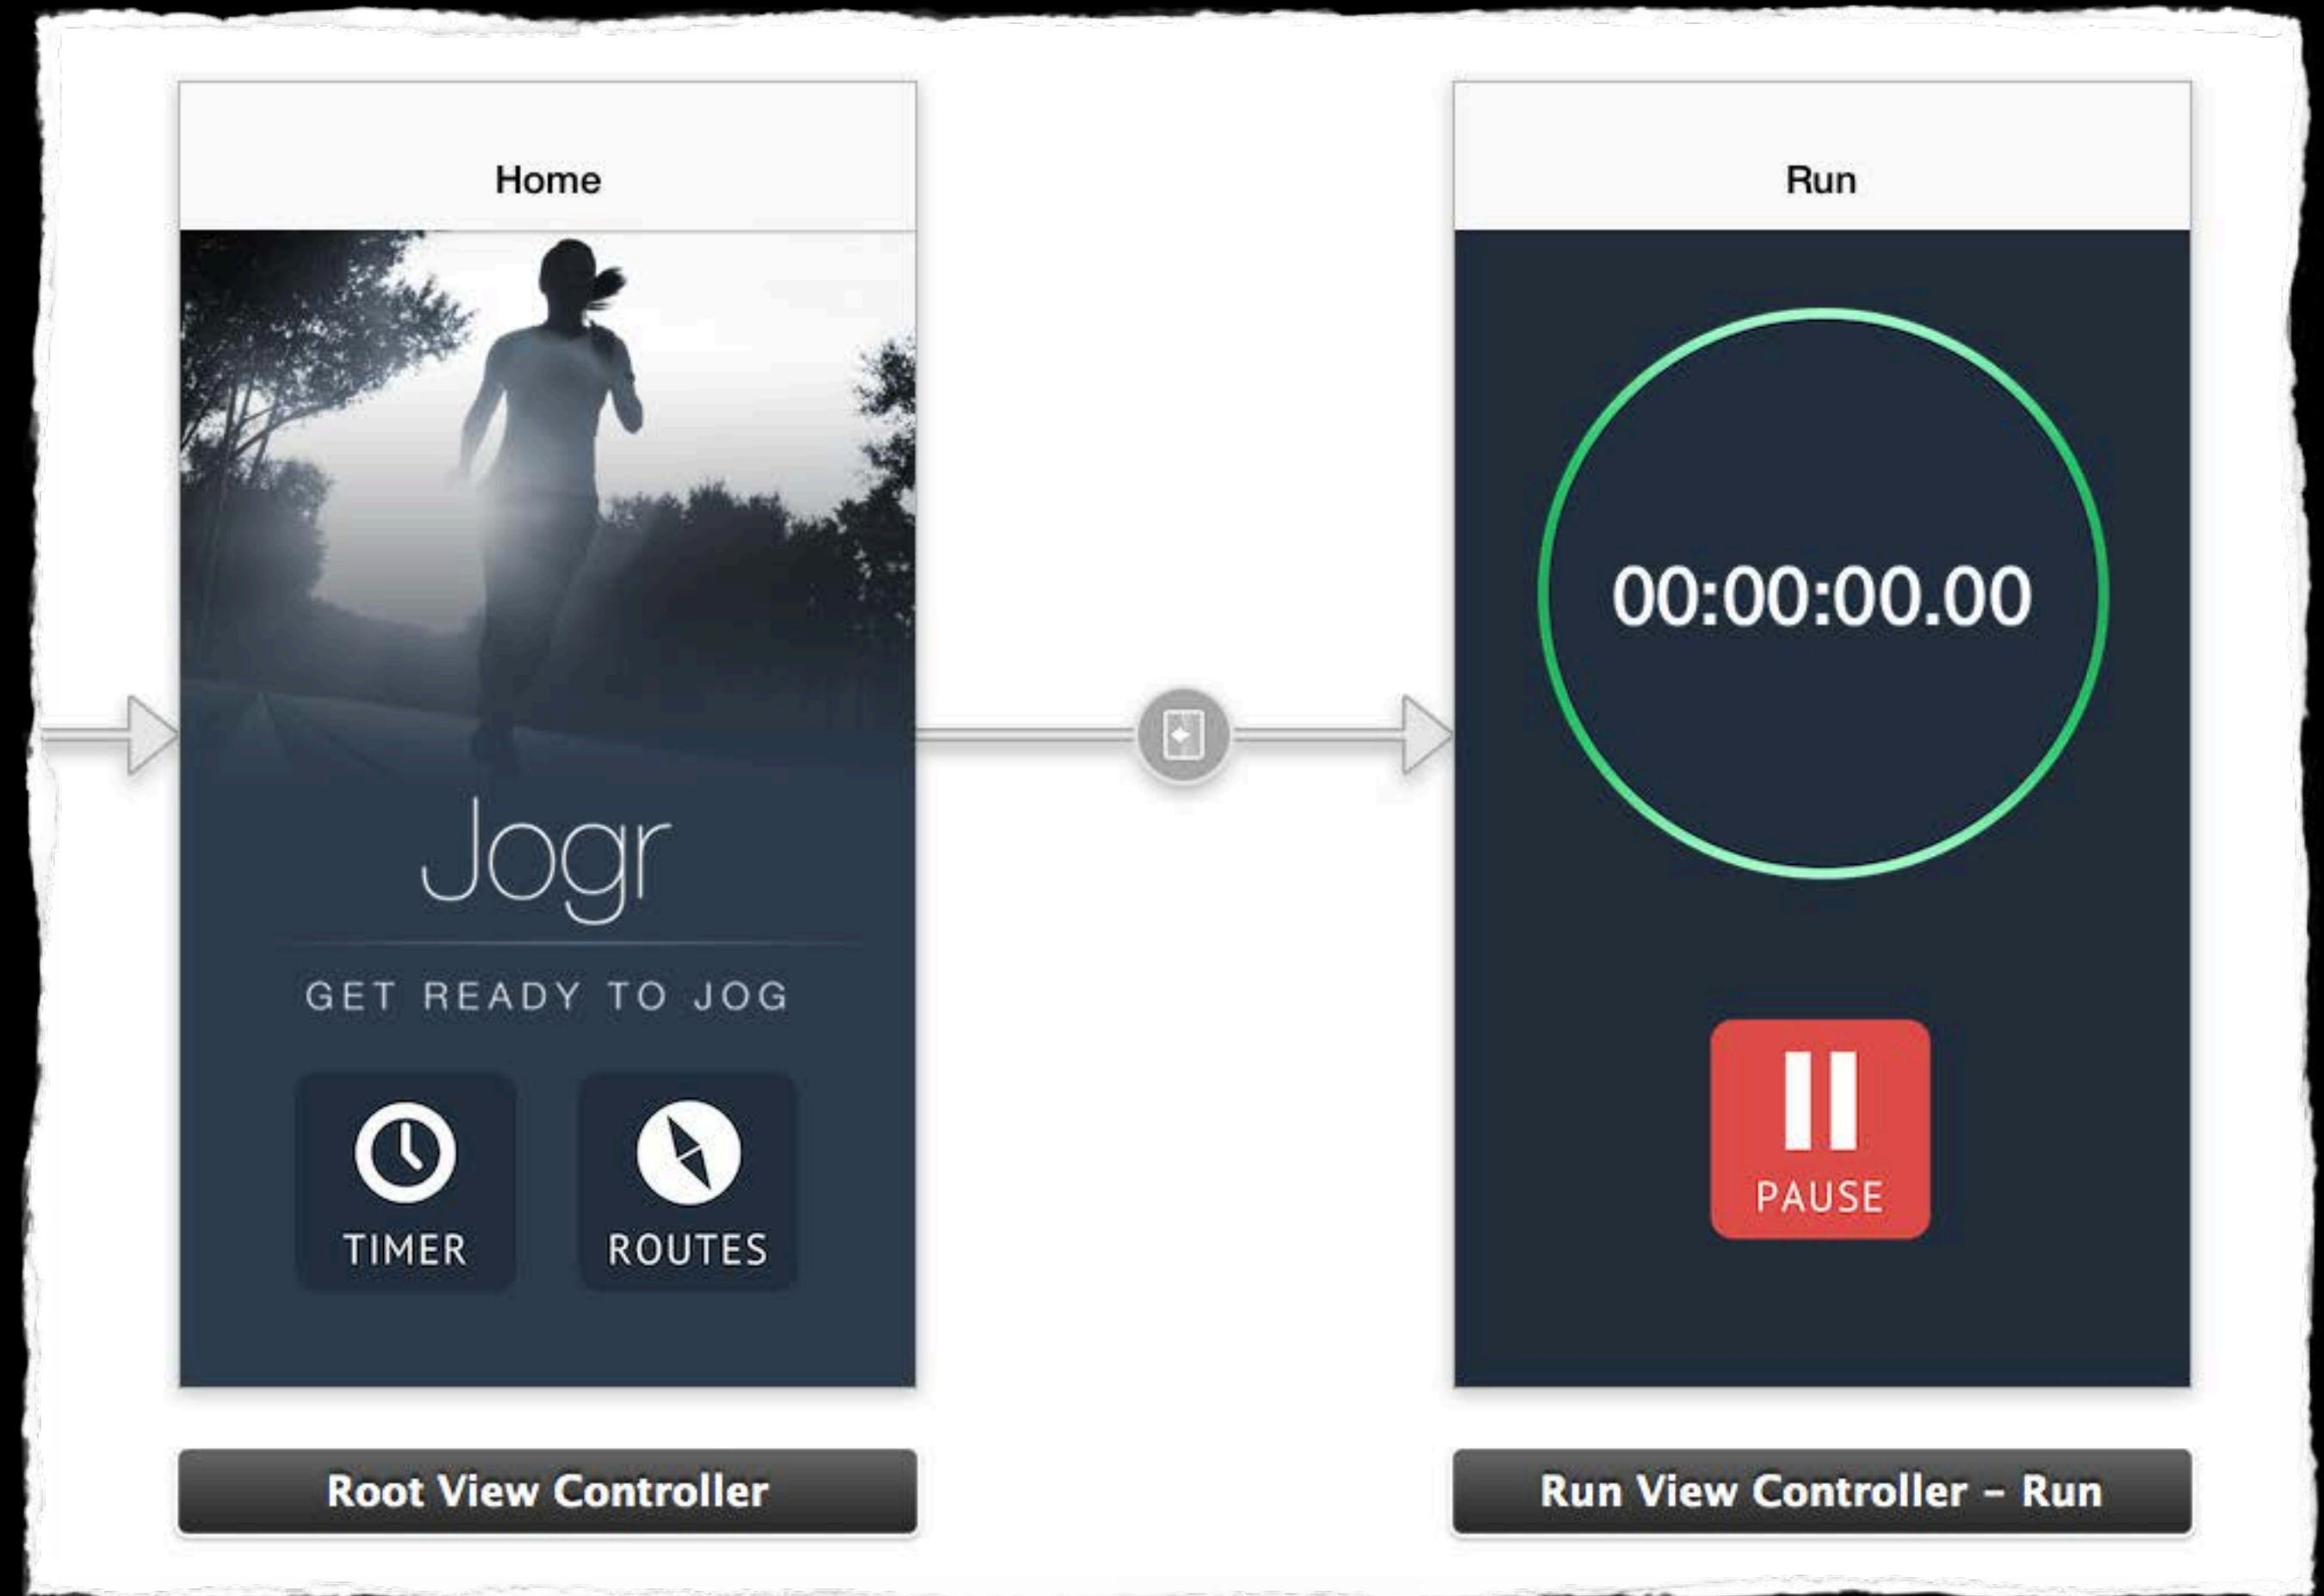 Home
Jogr
GET READY TO JOG
TIMER
ROUTES
Root View Controller
Run
00:00:00.00
PAUSE
Run View Controller – Run